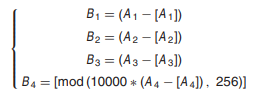 B₁ = (A₁ − [A₁])
B₂ = (A₂ − [A₂])
B₃ = (A₃ − [A₃])
B₄ = [mod (10000 * (A₄ − [A₄]), 256)]